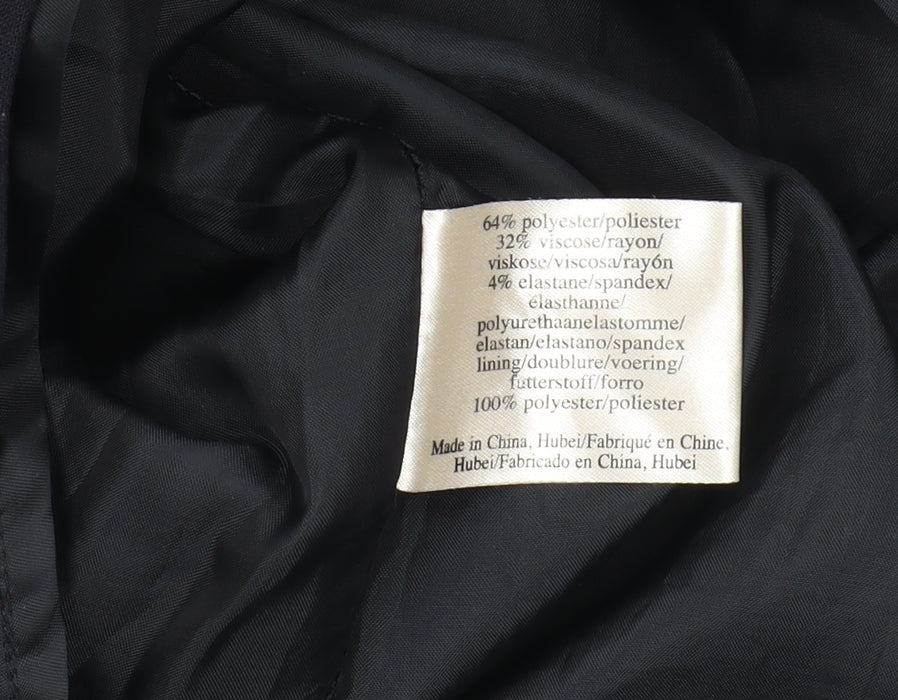 64% polyester/poliester
32% viscose/rayon/
viskose/viscosa/rayón
4% elastane/spandex/
élasthanne/
polyurethaanelastomme/
elastan/elastano/spandex
lining/doublure/voering/
futterstoff/forro
100% polyester/poliester
Made in China, Hubei/Fabriqué en Chine,
Hubei/Fabricado en China, Hubei